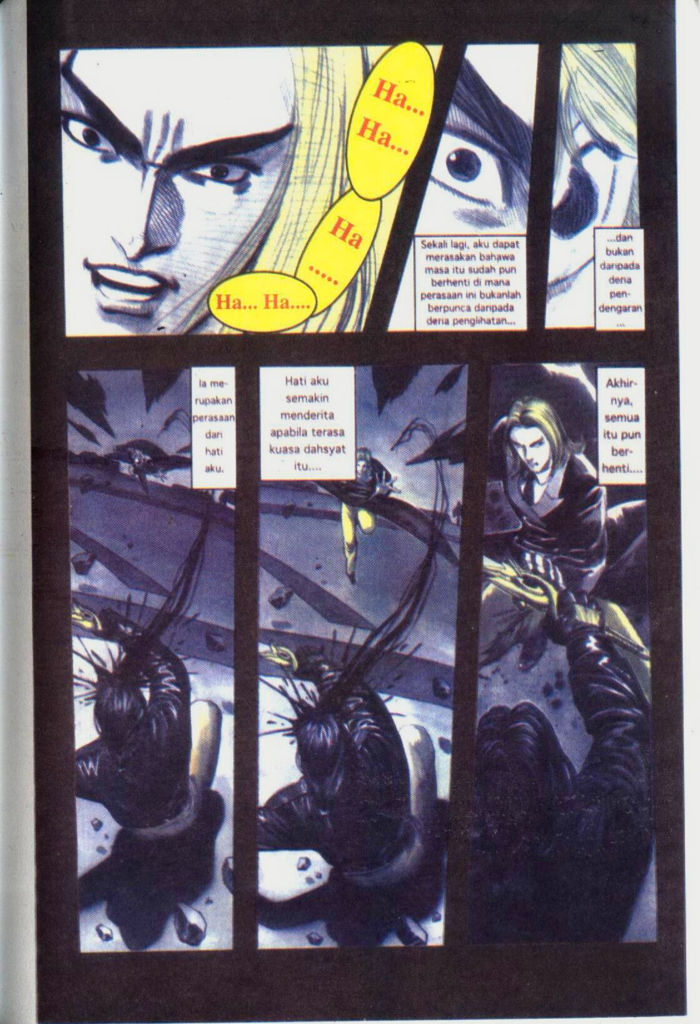 Ha...
Ha...
Ha
.....
Ha... Ha....
Sekali lagi, aku dapat
merasakan bahawa
masa itu sudah pun
berhenti di mana
perasaan ini bukanlah
berpunca daripada
deria penglihatan...
...dan
bukan
daripada
deria
pen-
dengaran
...
Ia me-
rupakan
perasaan
dari
hati
aku.
Hati aku
semakin
menderita
apabila terasa
kuasa dahsyat
itu....
Akhir-
nya,
semua
itu pun
ber-
henti....